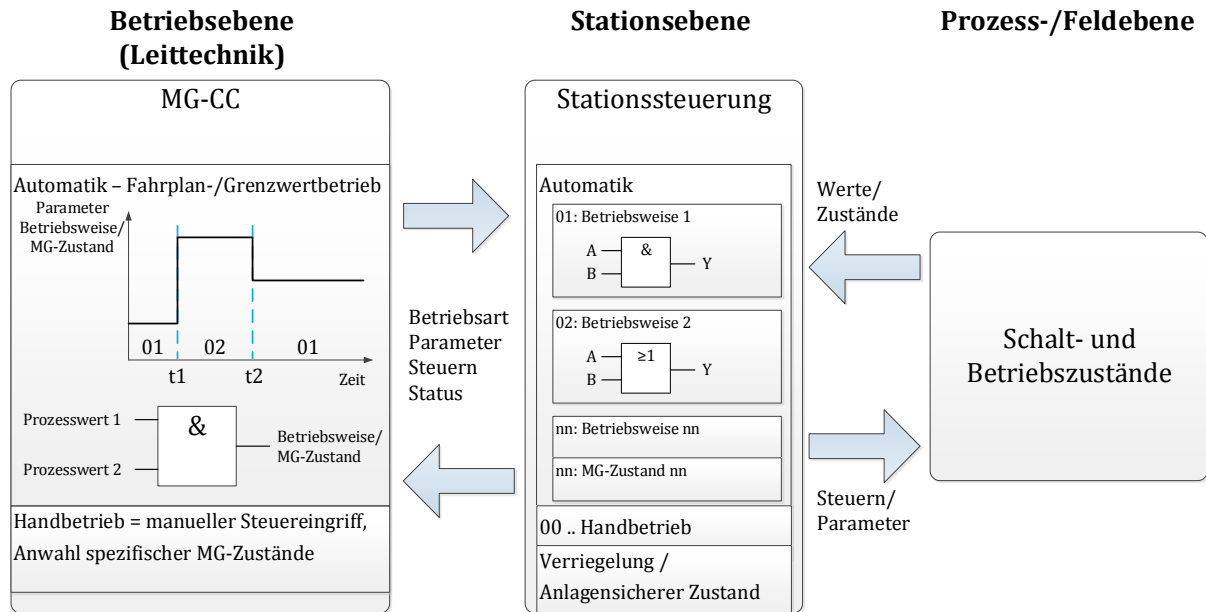 Betriebsebene
(Leittechnik)
Stationsebene
Prozess-/Feldebene
MG-CC
Automatik – Fahrplan-/Grenzwertbetrieb
Parameter
Betriebsweise/
MG-Zustand
01
02
01
t1
t2
Zeit
Prozesswert 1
&
Prozesswert 2
Betriebsweise/
MG-Zustand
Handbetrieb = manueller Steuereingriff,
Anwahl spezifischer MG-Zustände
Betriebsart
Parameter
Steuern
Status
Stationssteuerung
Automatik
01: Betriebsweise 1
A
&
B
Y
02: Betriebsweise 2
A
≥1
B
Y
nn: Betriebsweise nn
nn: MG-Zustand nn
00 .. Handbetrieb
Verriegelung /
Anlagensicherer Zustand
Werte/
Zustände
Steuern/
Parameter
Schalt- und
Betriebszustände